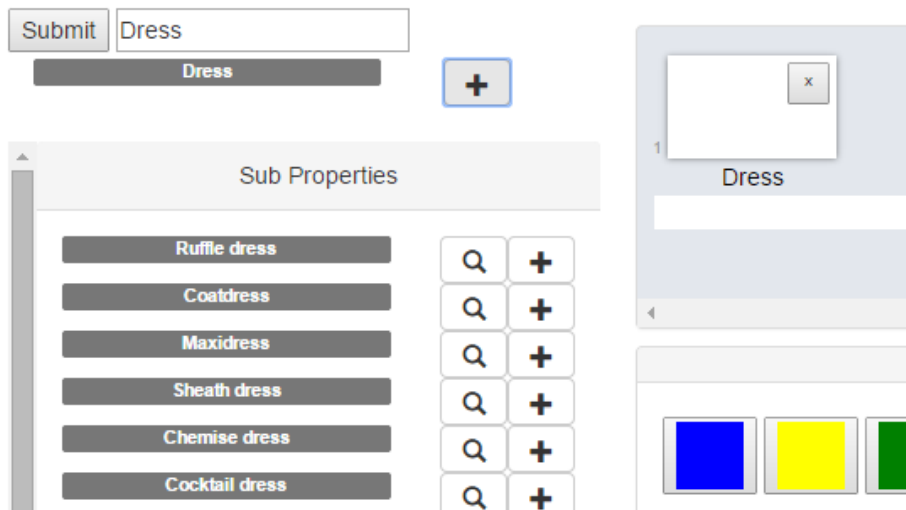 Submit Dress
Dress
Sub Properties
Ruffle dress
Coatdress
Maxidress
Sheath dress
Chemise dress
Cocktail dress
x
1
Dress